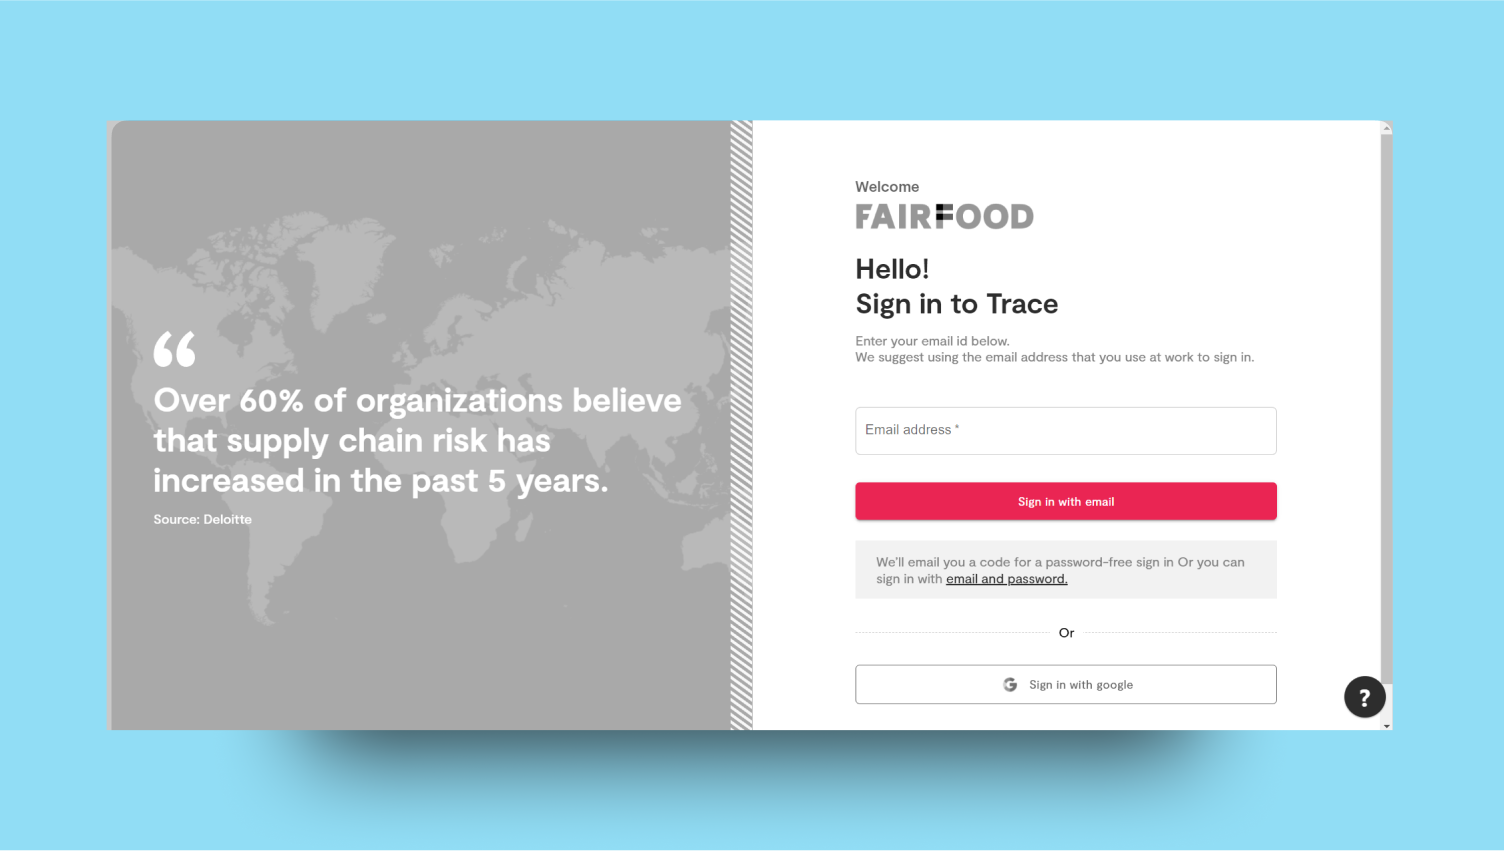 “
Over 60% of organizations believe
that supply chain risk has
increased in the past 5 years.
Source: Deloitte
Welcome
FAIRFOOD
Hello!
Sign in to Trace
Enter your email id below.
We suggest using the email address that you use at work to sign in.
Email address *
Sign in with email
We'll email you a code for a password-free sign in Or you can
sign in with email and password.
Or
G Sign in with google
?